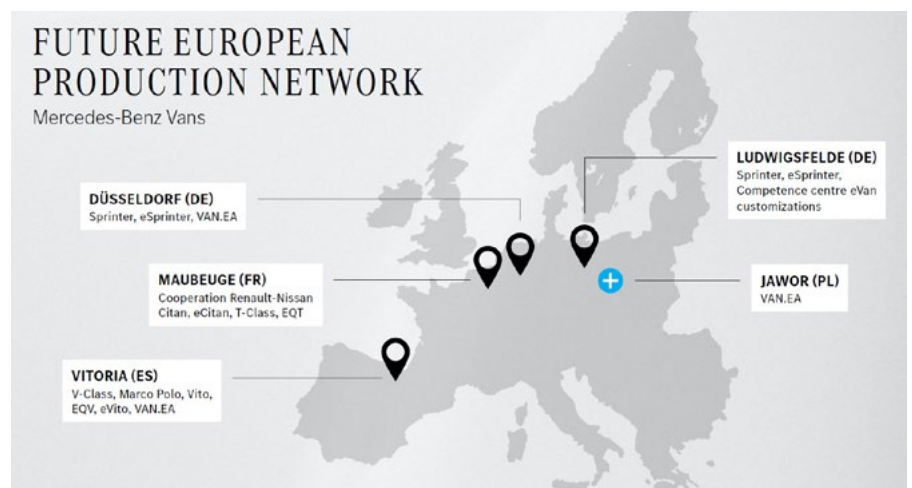 FUTURE EUROPEAN
PRODUCTION NETWORK
Mercedes-Benz Vans
LUDWIGSFELDE (DE)
Sprinter, eSprinter,
Competence centre eVan
customizations
DÜSSELDORF (DE)
Sprinter, eSprinter, VAN.EA
MAUBEUGE (FR)
Cooperation Renault-Nissan
Citan, eCitan, T-Class, EQT
JAWOR (PL)
VAN.EA
VITORIA (ES)
V-Class, Marco Polo, Vito,
EQV, eVito, VAN.EA